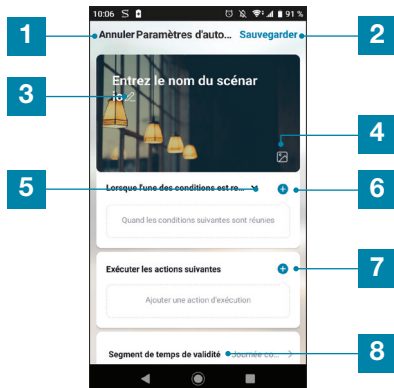 10:06 91 %
Annuler Paramètres d'auto... Sauvegarder
1
2
Entrez le nom du scénar
io
3
4
5
Lorsque l'une des conditions est re...
6
Quand les conditions suivantes sont réunies
Exécuter les actions suivantes
7
Ajouter une action d'exécution
Segment de temps de validité Journée co...
8